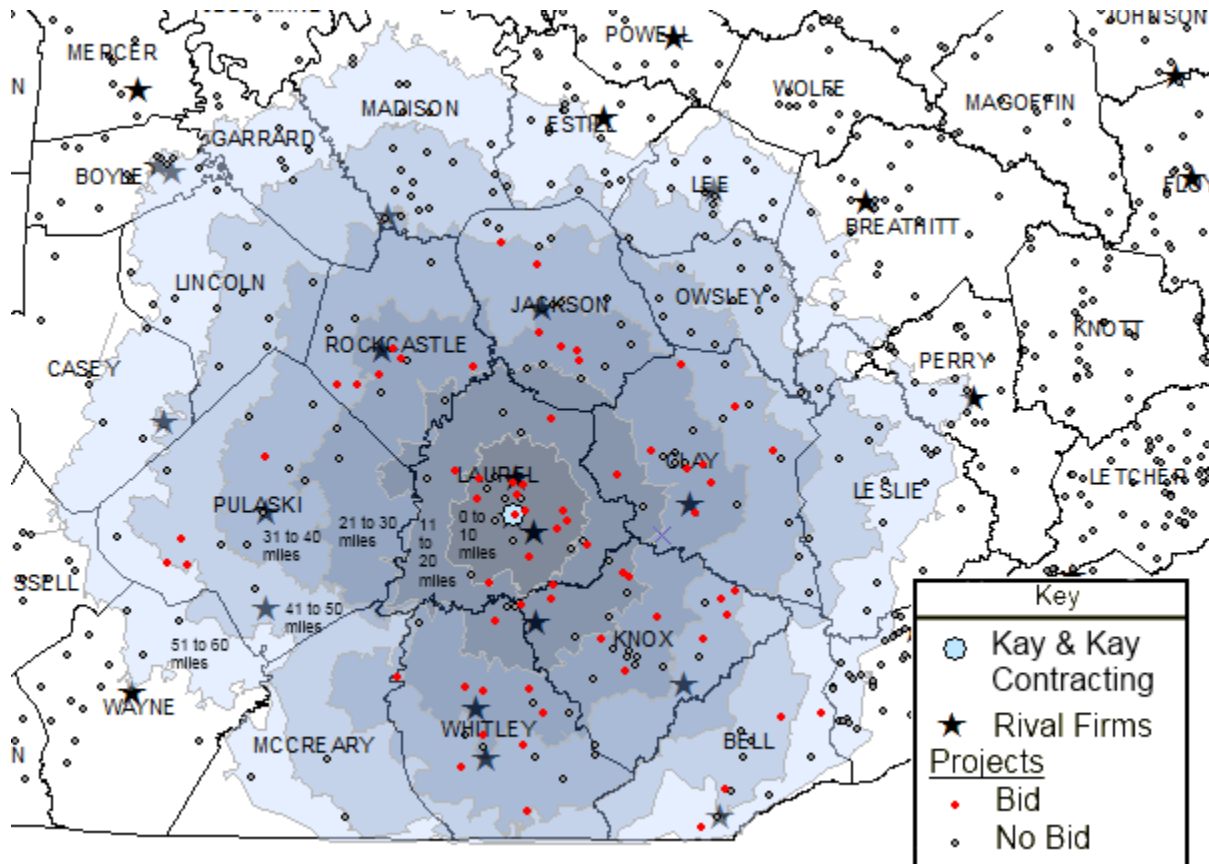 JOHNSON
POWELL
MERCER
WOLFE
MAGOFFIN
MADISON
ESTILL
GARRARD
BOYLE
LEE
BREATHITT
LINCOLN
OWSLEY
JACKSON
KNOTT
ROCKCASTLE
PERRY
CASEY
CLAY
LAUREL
LETCHER
LESLIE
PULASKI
0 to
10
miles
11
to
20
miles
21 to 30
miles
31 to 40
miles
SSELL
41 to 50
miles
KNOX
51 to 60
miles
WAYNE
WHITLEY
MCCREARY
BELL
Key
Kay & Kay
Contracting
Rival Firms
Projects
Bid
No Bid